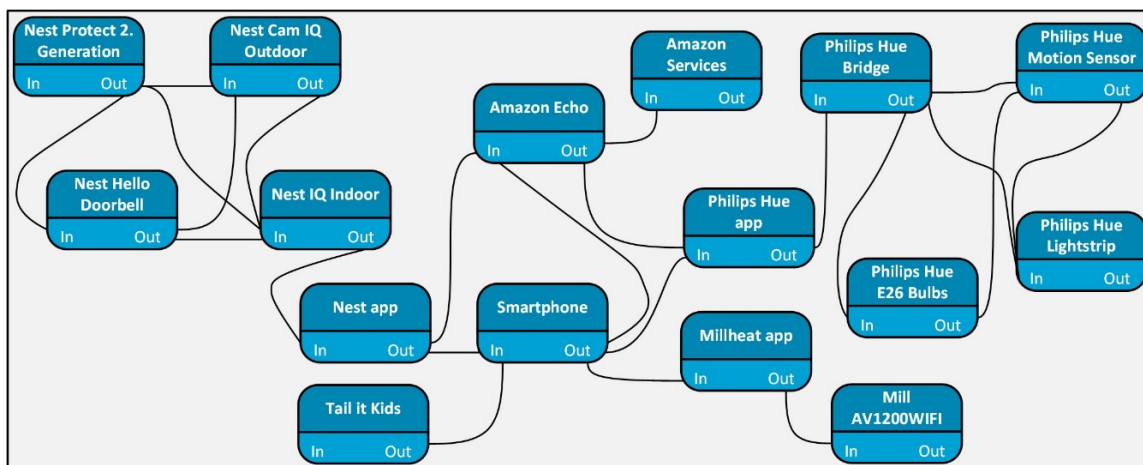 Nest Protect 2.
Generation
In Out
Nest Cam IQ
Outdoor
In Out
Nest Hello
Doorbell
In Out
Nest IQ Indoor
In Out
Nest app
In Out
Tail it Kids
In Out
Amazon Echo
In Out
Smartphone
In Out
Amazon
Services
In Out
Philips Hue
app
In Out
Millheat app
In Out
Philips Hue
Bridge
In Out
Philips Hue
E26 Bulbs
In Out
Mill
AV1200WIFI
In Out
Philips Hue
Motion Sensor
In Out
Philips Hue
Lightstrip
In Out